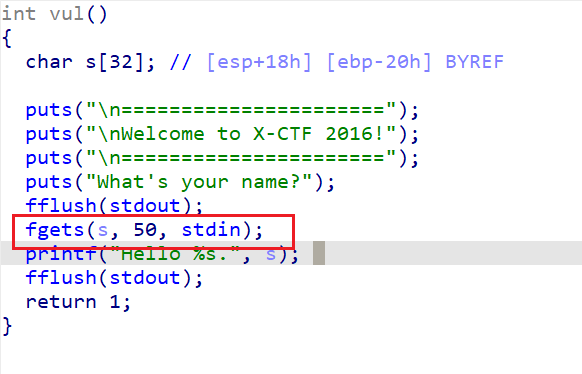 int vul()
{
char s[32]; // [esp+18h] [ebp-20h] BYREF
puts("\n======================");
puts("\nWelcome to X-CTF 2016!");
puts("\n======================");
puts("What's your name?");
fflush(stdout);
fgets(s, 50, stdin);
printf("Hello %s.", s);
fflush(stdout);
return 1;
}